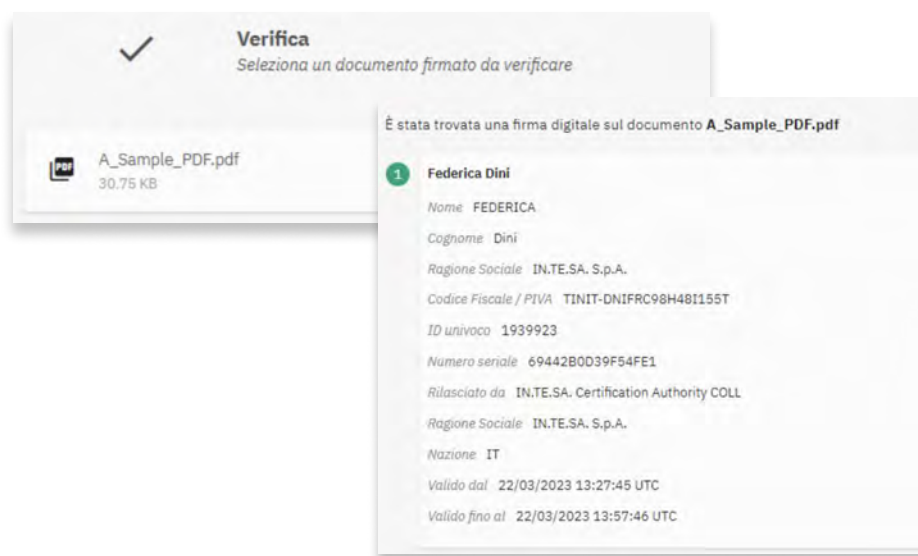 Verifica
Seleziona un documento firmato da verificare
PDF
A_Sample_PDF.pdf
30.75 KB
È stata trovata una firma digitale sul documento A_Sample_PDF.pdf
1 Federica Dini
Nome FEDERICA
Cognome Dini
Ragione Sociale IN.TE.SA. S.p.A.
Codice Fiscale / PIVA TINIT-DNIFRC98H48I155T
ID univoco 1939923
Numero seriale 69442B0D39F54FE1
Rilasciato da IN.TE.SA. Certification Authority COLL
Ragione Sociale IN.TE.SA. S.p.A.
Nazione IT
Valido dal 22/03/2023 13:27:45 UTC
Valido fino al 22/03/2023 13:57:46 UTC